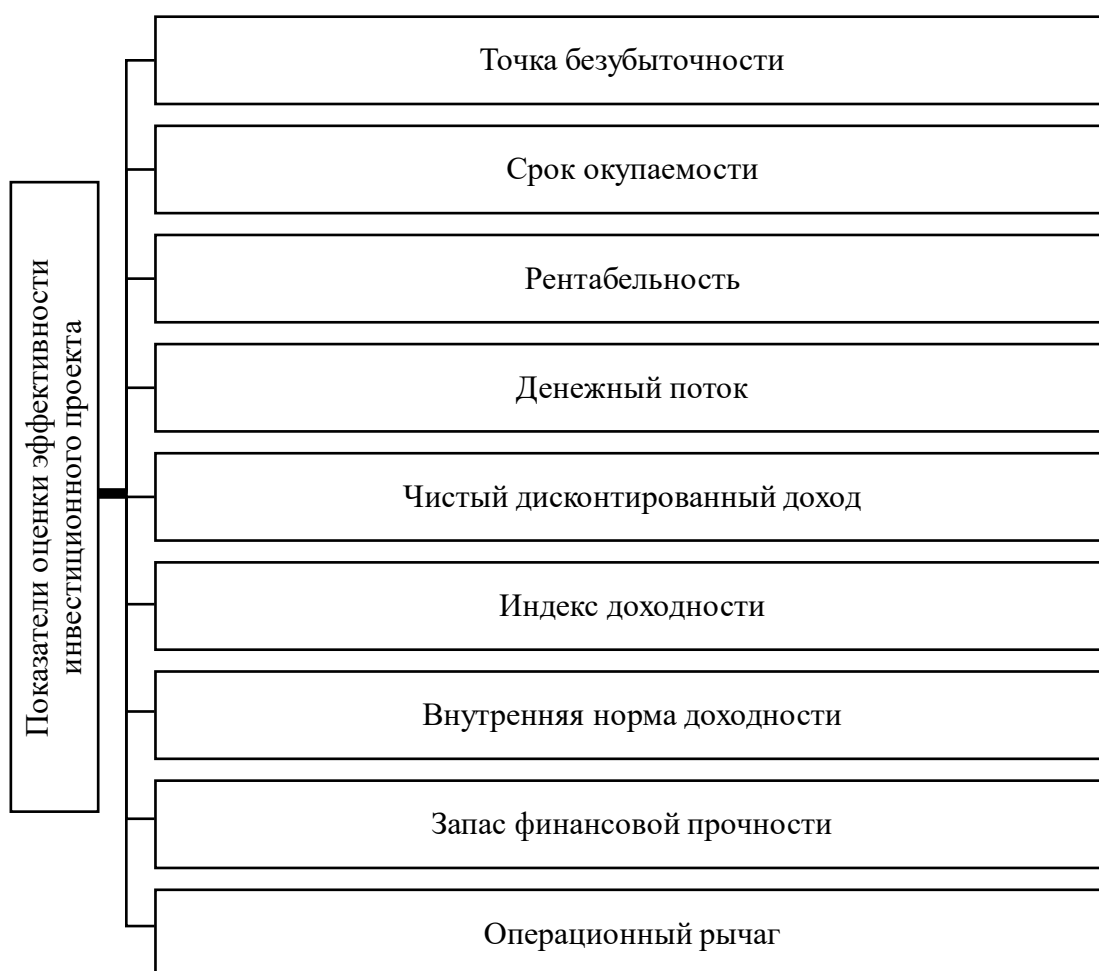 Показатели оценки эффективности
инвестиционного проекта
Точка безубыточности
Срок окупаемости
Рентабельность
Денежный поток
Чистый дисконтированный доход
Индекс доходности
Внутренняя норма доходности
Запас финансовой прочности
Операционный рычаг